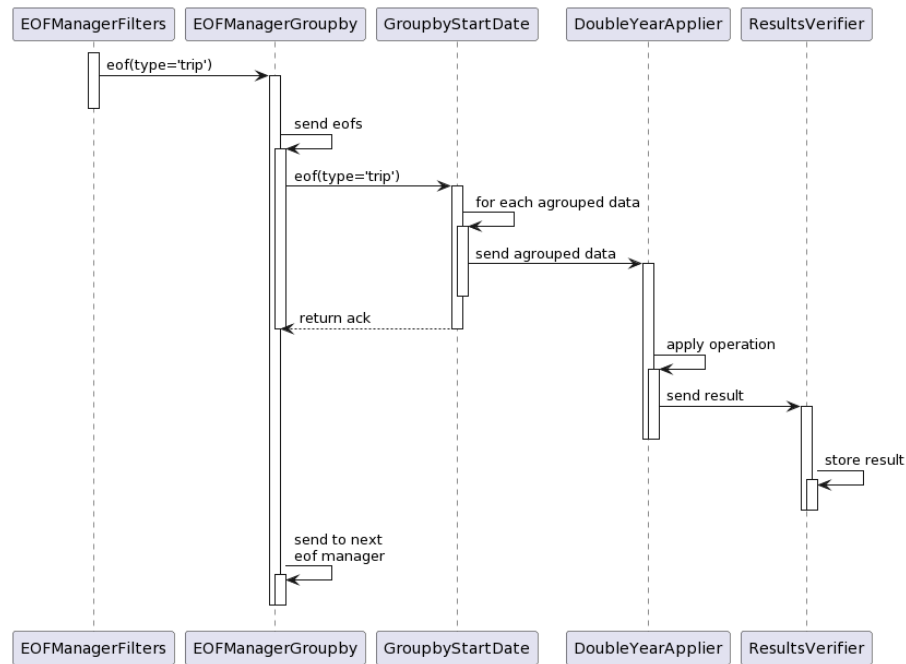 EOFManagerFilters EOFManagerGroupby GroupbyStartDate DoubleYearApplier ResultsVerifier
eof(type='trip')
send eofs
eof(type='trip')
for each agrouped data
send agrouped data
return ack
apply operation
send result
store result
send to next
eof manager
EOFManagerFilters EOFManagerGroupby GroupbyStartDate DoubleYearApplier ResultsVerifier